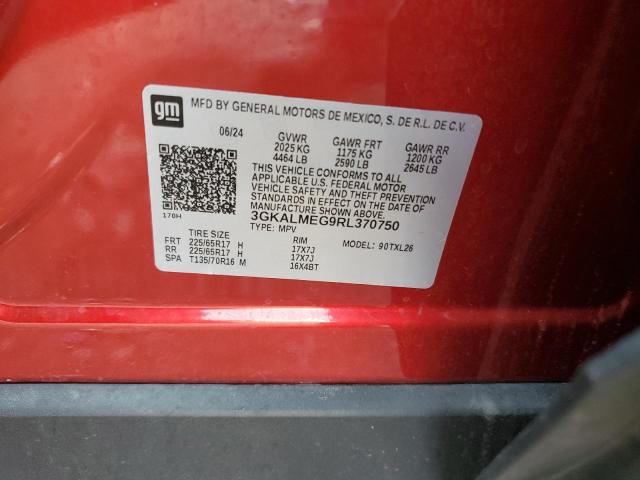 gm
MFD BY GENERAL MOTORS DE MEXICO, S. DE R.L. DE C.V.
06/24 GVWR GAWR FRT GAWR RR
2025 KG 1175 KG 1200 KG
4464 LB 2590 LB 2645 LB
THIS VEHICLE CONFORMS TO ALL
APPLICABLE U.S. FEDERAL MOTOR
VEHICLE SAFETY AND THEFT PREVENTION
STANDARDS IN EFFECT ON THE DATE OF
MANUFACTURE SHOWN ABOVE.
170H 3GKALMEG9RL370750
TYPE: MPV
TIRE SIZE RIM MODEL: 90TXL26
FRT 225/65R17 H 17X7J
RR 225/65R17 H 17X7J
SPA T135/70R16 M 16X4BT